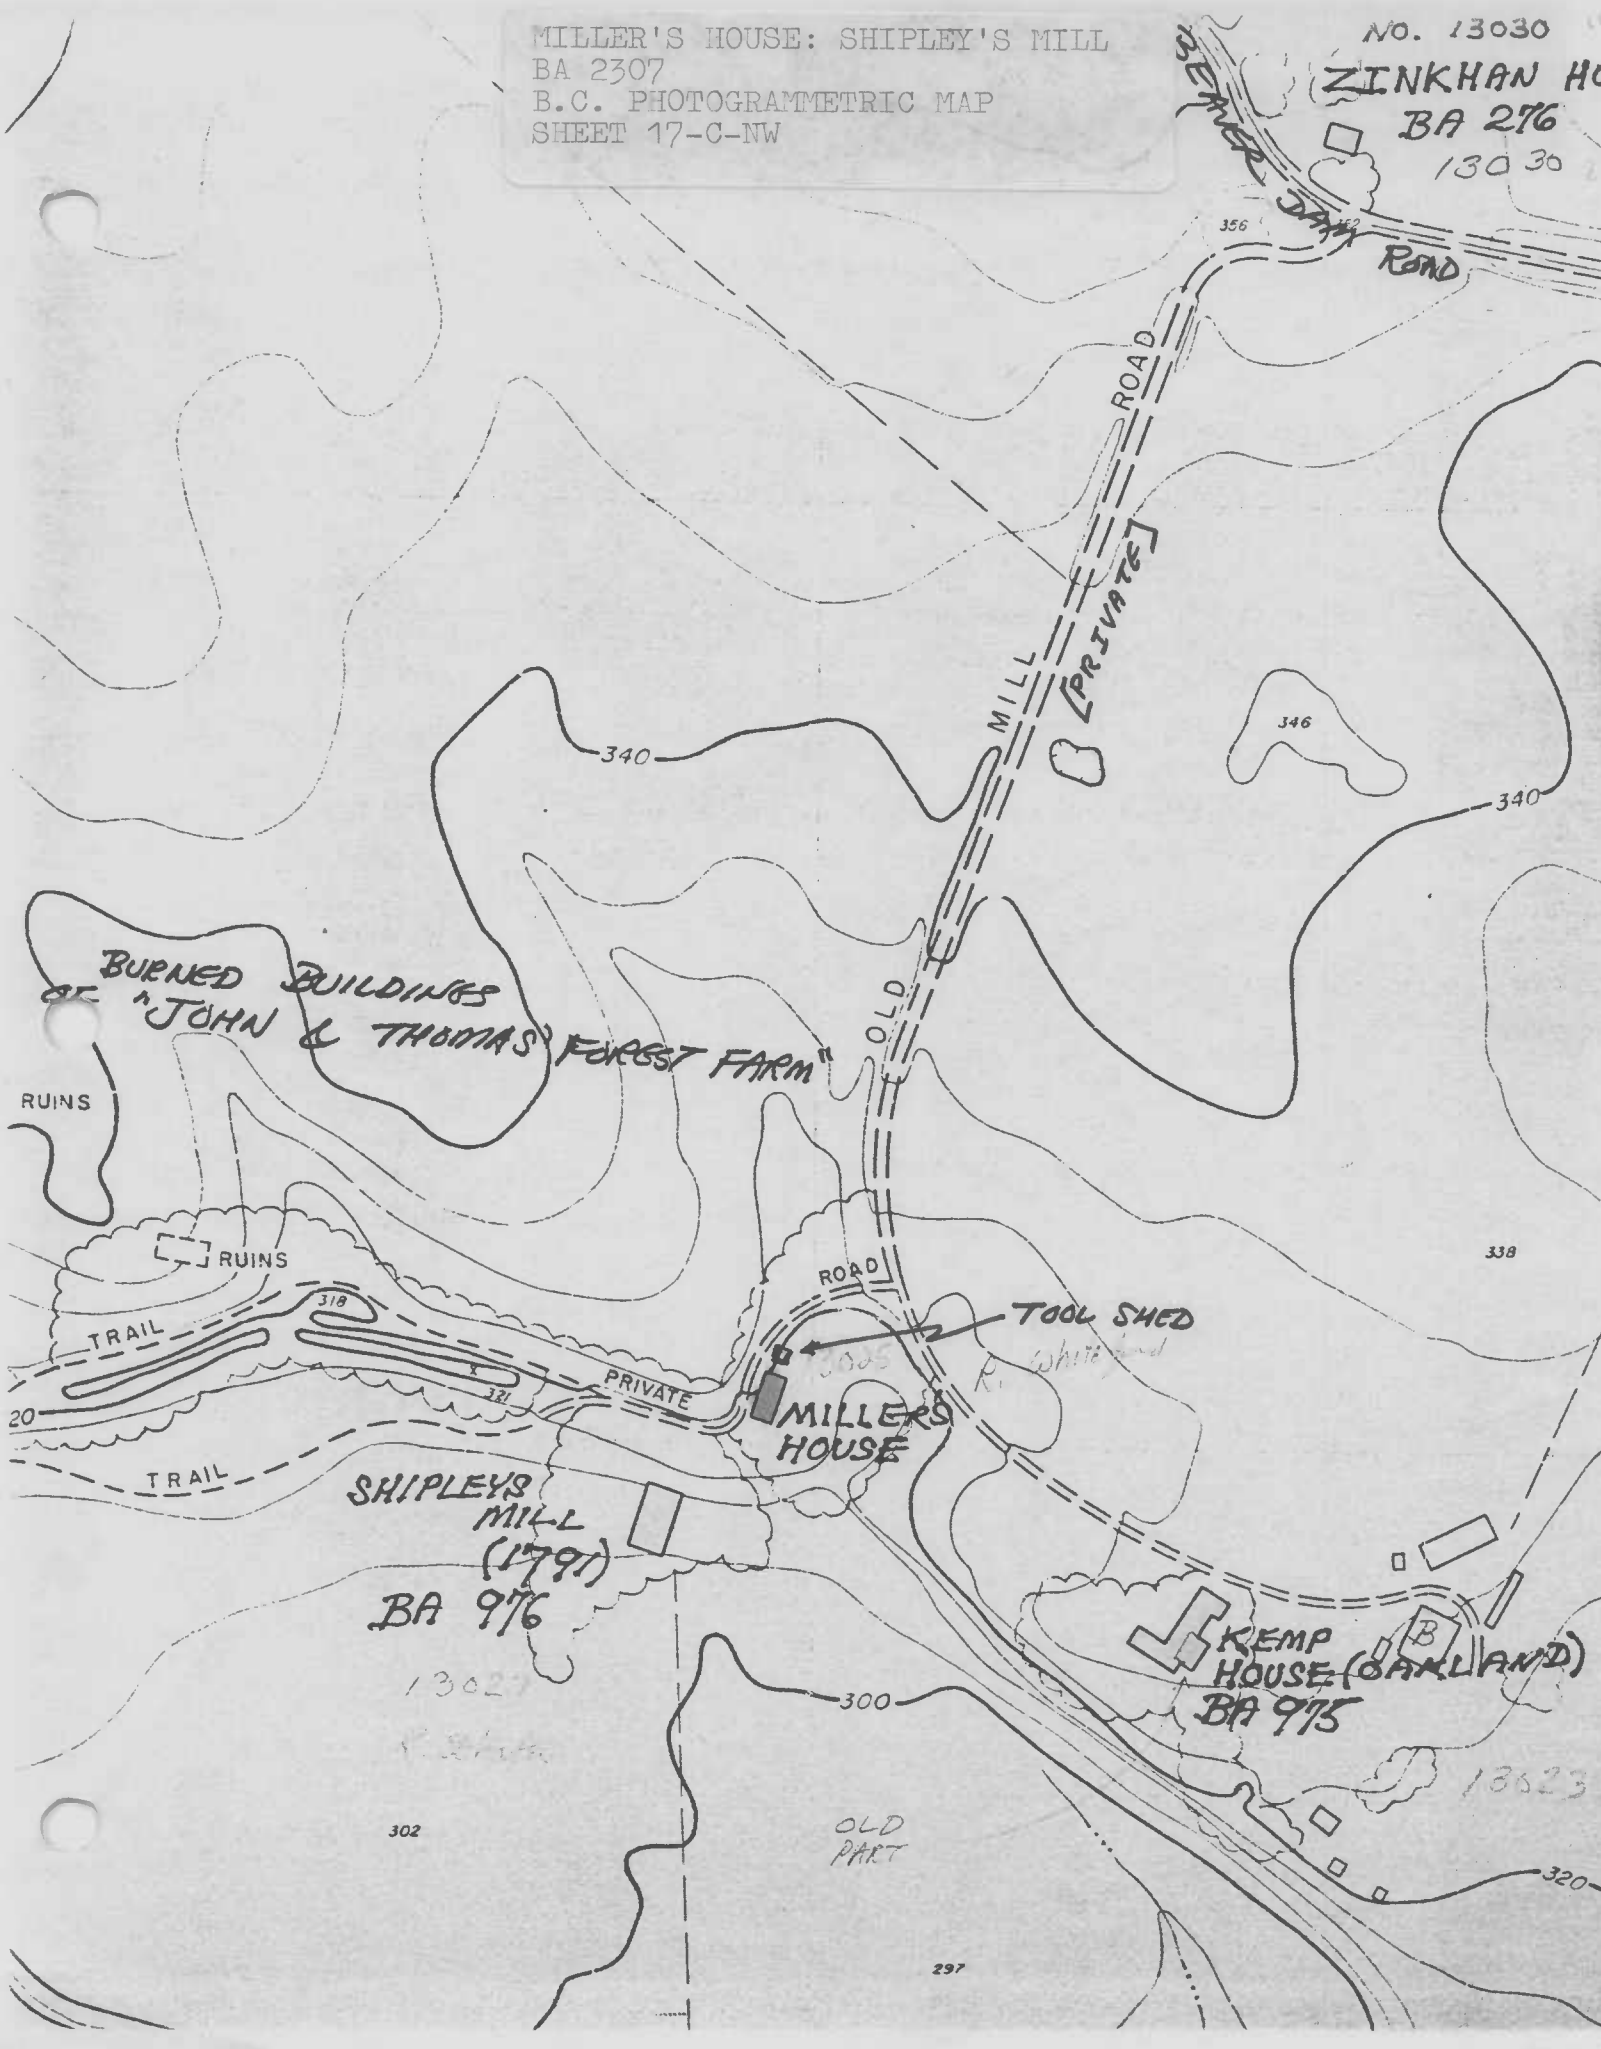 MILLER'S HOUSE: SHIPLEY'S MILL
BA 2307
B.C. PHOTOGRAMMETRIC MAP
SHEET 17-C-NW
NO. 13030
ZINKHAN HO
BA 276
13030
BEAVER DAM ROAD
356
OLD MILL ROAD
[PRIVATE]
346
340
340
BURNED BUILDINGS
OF "JOHN & THOMAS' FOREST FARM"
RUINS
RUINS
338
ROAD
318
TRAIL
TOOL SHED
R.
PRIVATE
321
20
MILLERS
HOUSE
TRAIL
SHIPLEYS
MILL
(1791)
BA 976
B
KEMP
HOUSE (OAKLAND)
BA 975
13027
300
13023
302
OLD
PART
320
297